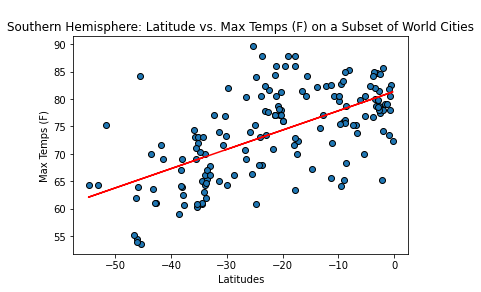 Southern Hemisphere: Latitude vs. Max Temps (F) on a Subset of World Cities
90
85
80
75
70
65
60
55
Max Temps (F)
−50 −40 −30 −20 −10 0
Latitudes